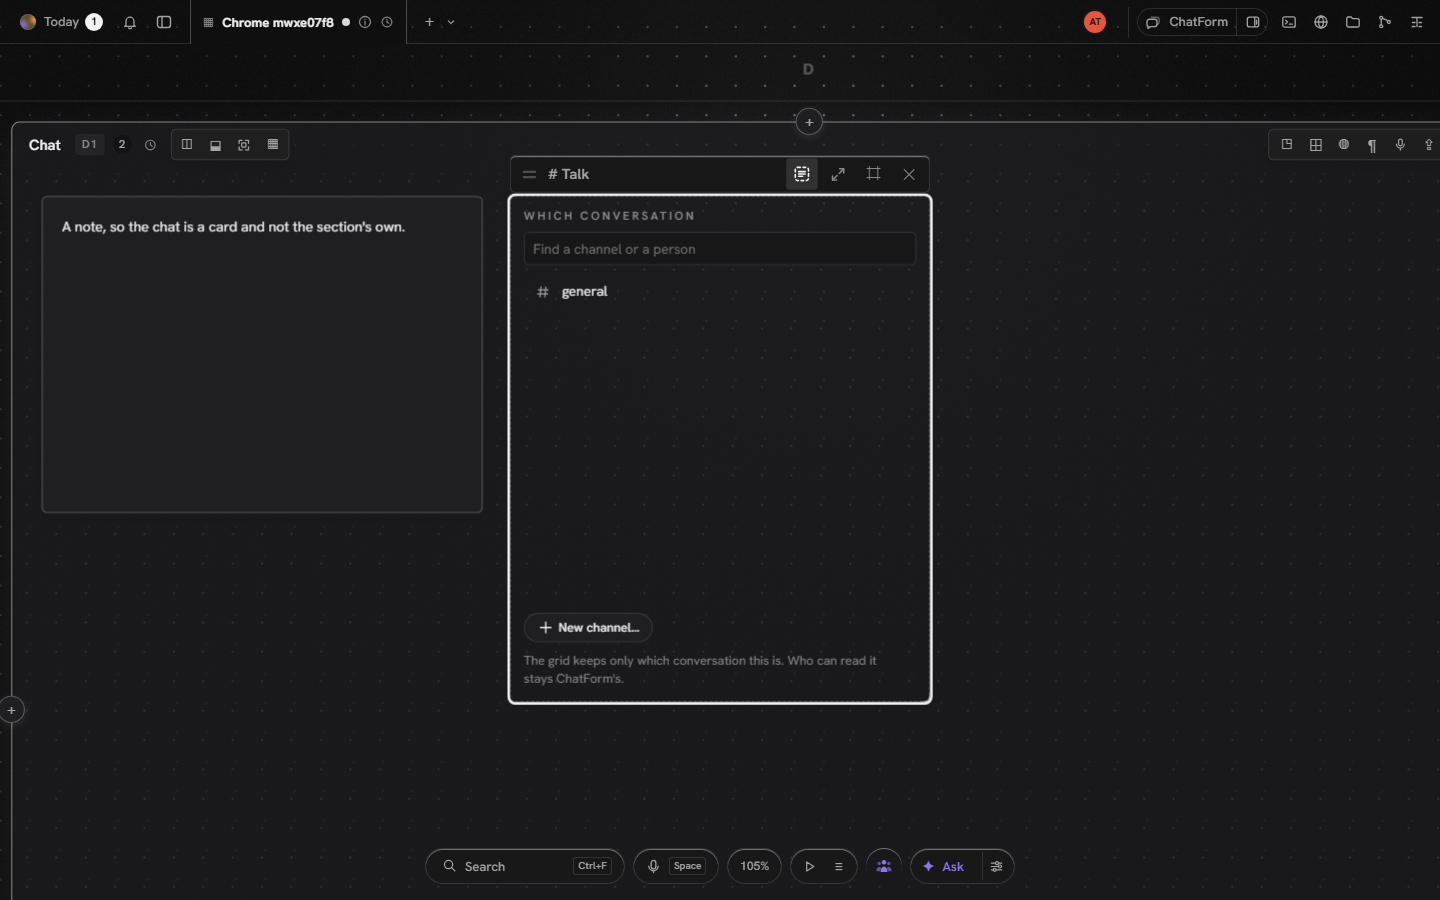 Today 1
Chrome mwxe07f8
AT
ChatForm
D
Chat D1 2
# Talk
A note, so the chat is a card and not the section's own.
WHICH CONVERSATION
Find a channel or a person
# general
+ New channel...
The grid keeps only which conversation this is. Who can read it
stays ChatForm's.
Search Ctrl+F Space 105% Ask